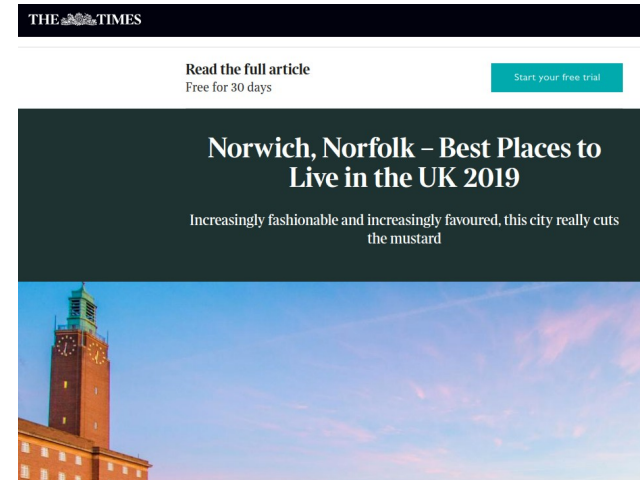 THE TIMES
Read the full article
Free for 30 days
Start your free trial
Norwich, Norfolk – Best Places to
Live in the UK 2019
Increasingly fashionable and increasingly favoured, this city really cuts
the mustard